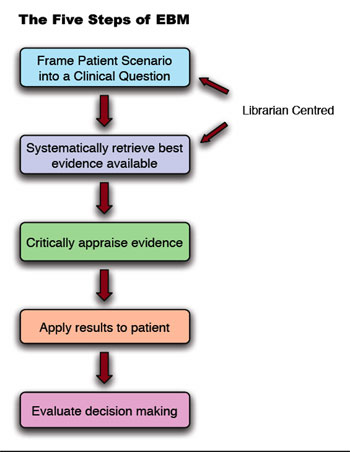 The Five Steps of EBM
Frame Patient Scenario
into a Clinical Question
Librarian Centred
Systematically retrieve best
evidence available
Critically appraise evidence
Apply results to patient
Evaluate decision making